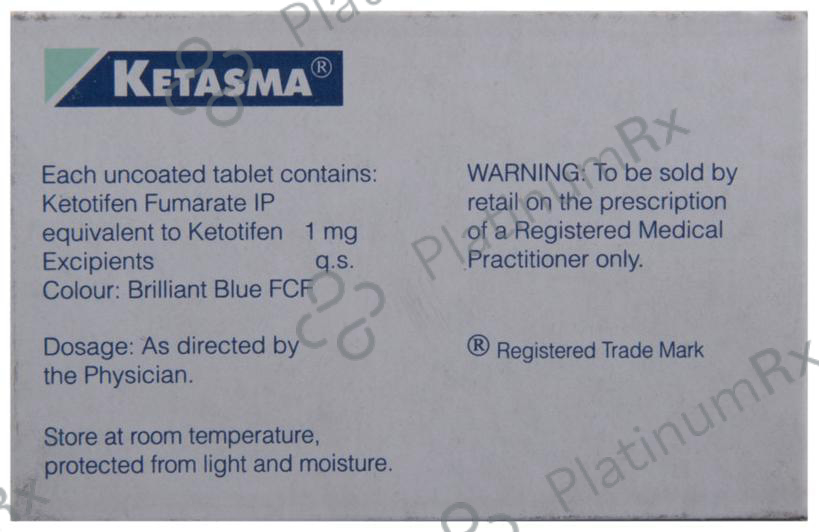 KETASMA®
Each uncoated tablet contains:
Ketotifen Fumarate IP
equivalent to Ketotifen 1 mg
Excipients q.s.
Colour: Brilliant Blue FCF
Dosage: As directed by
the Physician.
Store at room temperature,
protected from light and moisture.
WARNING: To be sold by
retail on the prescription
of a Registered Medical
Practitioner only.
® Registered Trade Mark
PlatinumRx
PlatinumRx